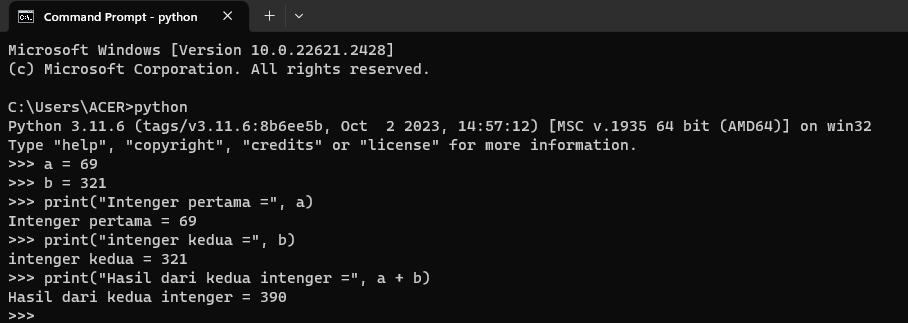 Command Prompt - python
Microsoft Windows [Version 10.0.22621.2428]
(c) Microsoft Corporation. All rights reserved.
C:\Users\ACER>python
Python 3.11.6 (tags/v3.11.6:8b6ee5b, Oct  2 2023, 14:57:12) [MSC v.1935 64 bit (AMD64)] on win32
Type "help", "copyright", "credits" or "license" for more information.
>>> a = 69
>>> b = 321
>>> print("Intenger pertama =", a)
Intenger pertama = 69
>>> print("intenger kedua =", b)
intenger kedua = 321
>>> print("Hasil dari kedua intenger =", a + b)
Hasil dari kedua intenger = 390
>>>